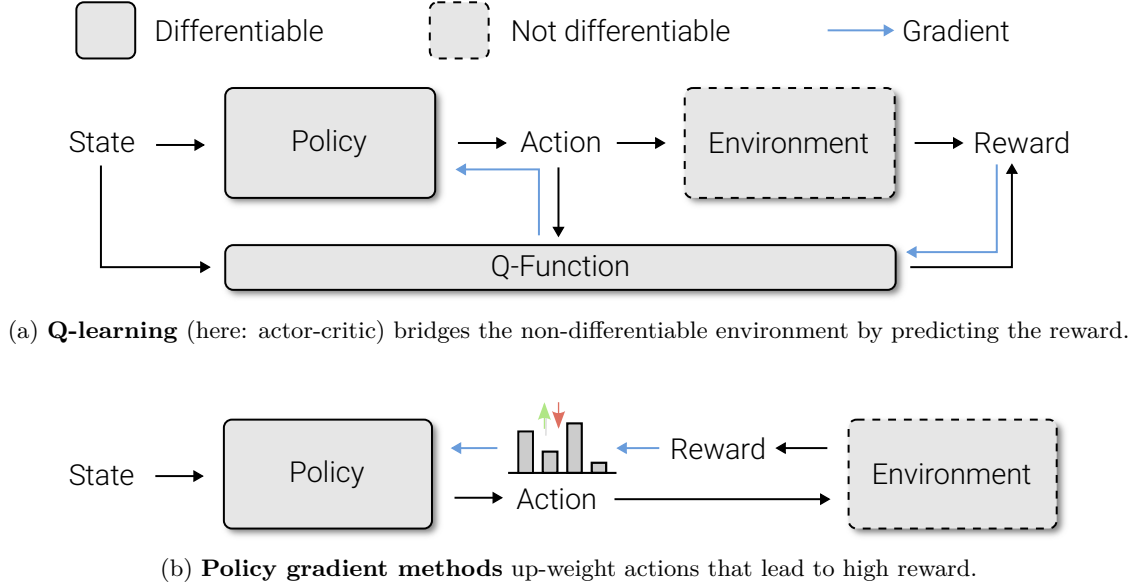 Differentiable Not differentiable Gradient
State Policy Action Environment Reward
Q-Function
(a) Q-learning (here: actor-critic) bridges the non-differentiable environment by predicting the reward.
State Policy Action Reward Environment
(b) Policy gradient methods up-weight actions that lead to high reward.